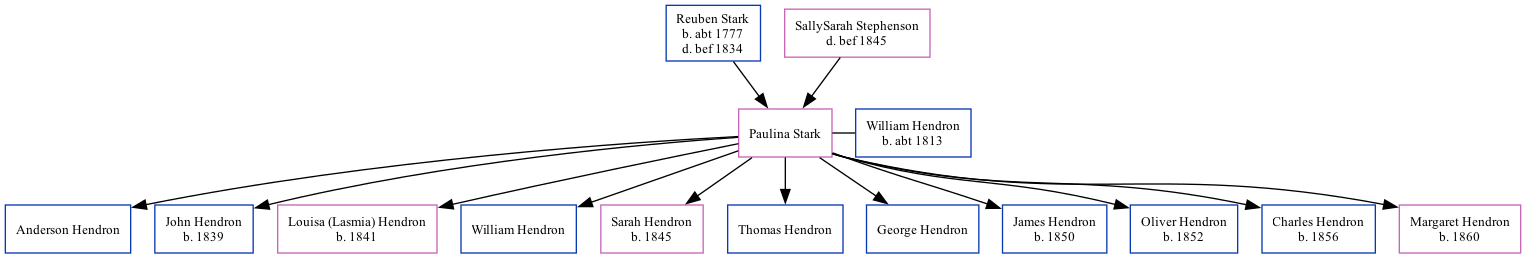 Reuben Stark
b. abt 1777
d. bef 1834
SallySarah Stephenson
d. bef 1845
Paulina Stark
William Hendron
b. abt 1813
Anderson Hendron
John Hendron
b. 1839
Louisa (Lasmia) Hendron
b. 1841
William Hendron
Sarah Hendron
b. 1845
Thomas Hendron
George Hendron
James Hendron
b. 1850
Oliver Hendron
b. 1852
Charles Hendron
b. 1856
Margaret Hendron
b. 1860